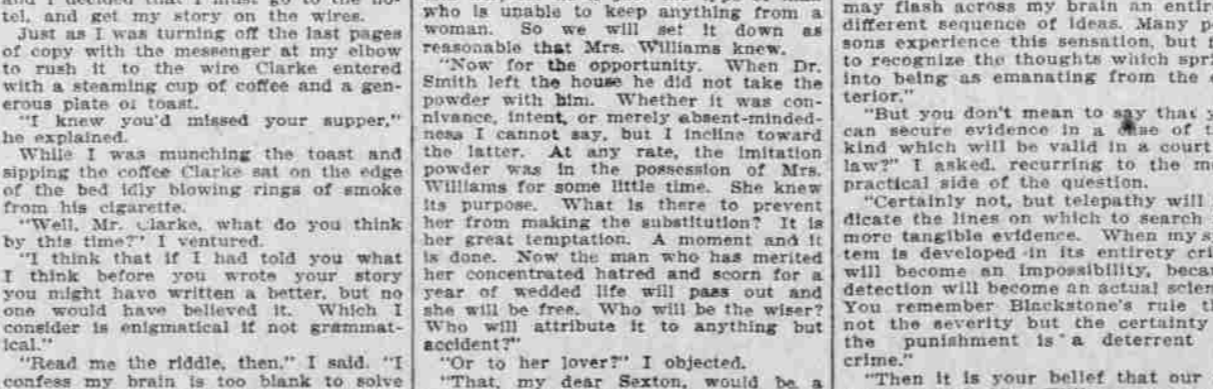 and I decided that I must go to the ho-
tel, and get my story on the wires.
Just as I was turning off the last pages
of copy with the messenger at my elbow
to rush it to the wire Clarke entered
with a steaming cup of coffee and a gen-
erous plate of toast.
"I knew you'd missed your supper,"
he explained.
While I was munching the toast and
sipping the coffee Clarke sat on the edge
of the bed idly blowing rings of smoke
from his cigarette.
"Well, Mr. Clarke, what do you think
by this time?" I ventured.
"I think that if I had told you what
I think before you wrote your story
you might have written a better, but no
one would have believed it. Which I
consider is enigmatical if not grammat-
ical."
"Read me the riddle, then," I said. "I
confess my brain is too blank to solve
who is unable to keep anything from a
woman. So we will set it down as
reasonable that Mrs. Williams knew.
"Now for the opportunity. When Dr.
Smith left the house he did not take the
powder with him. Whether it was con-
nivance, intent, or merely absent-minded-
ness I cannot say, but I incline toward
the latter. At any rate, the imitation
powder was in the possession of Mrs.
Williams for some little time. She knew
its purpose. What is there to prevent
her from making the substitution? It is
her great temptation. A moment and it
is done. Now the man who has merited
her concentrated hatred and scorn for a
year of wedded life will pass out and
she will be free. Who will be the wiser?
Who will attribute it to anything but
accident?"
"Or to her lover?" I objected.
"That, my dear Sexton, would be a
may flash across my brain an entir
different sequence of ideas. Many p
sons experience this sensation, but
to recognize the thoughts which spri
into being as emanating from the e
terior."
"But you don't mean to say that y
can secure evidence in a case of t
kind which will be valid in a court
law?" I asked, recurring to the m
practical side of the question.
"Certainly not, but telepathy will
dicate the lines on which to search
more tangible evidence. When my s
tem is developed in its entirety cri
will become an impossibility, beca
detection will become an actual scien
You remember Blackstone's rule th
not the severity but the certainty
the punishment is a deterrent
crime."
"Then it is your belief that our